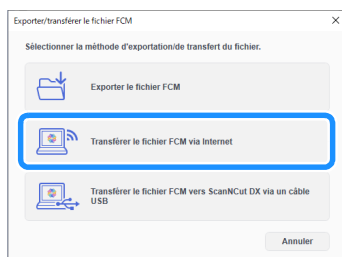 Exporter/transférer le fichier FCM
Sélectionner la méthode d'exportation/de transfert du fichier.
Exporter le fichier FCM
Transférer le fichier FCM via Internet
Transférer le fichier FCM vers ScanNCut DX via un câble
USB
Annuler